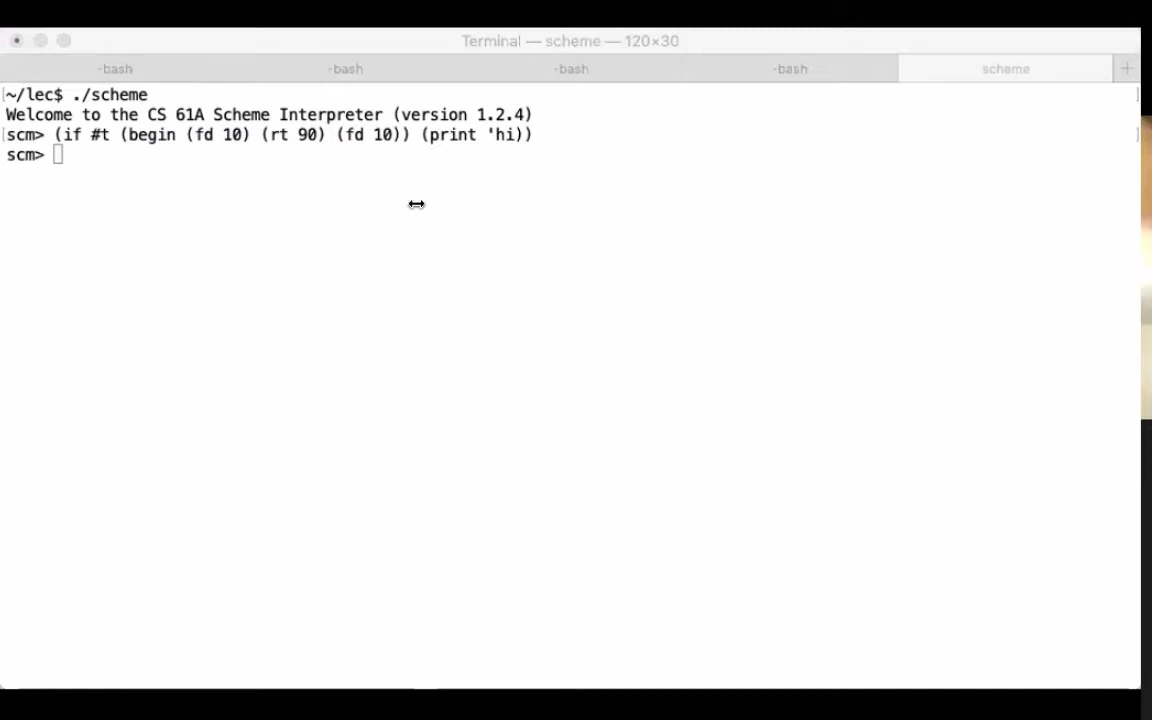 Terminal — scheme — 120×30
-bash -bash -bash -bash scheme +
[~/lec$ ./scheme ]
Welcome to the CS 61A Scheme Interpreter (version 1.2.4)
[scm> (if #t (begin (fd 10) (rt 90) (fd 10)) (print 'hi)) ]
scm>